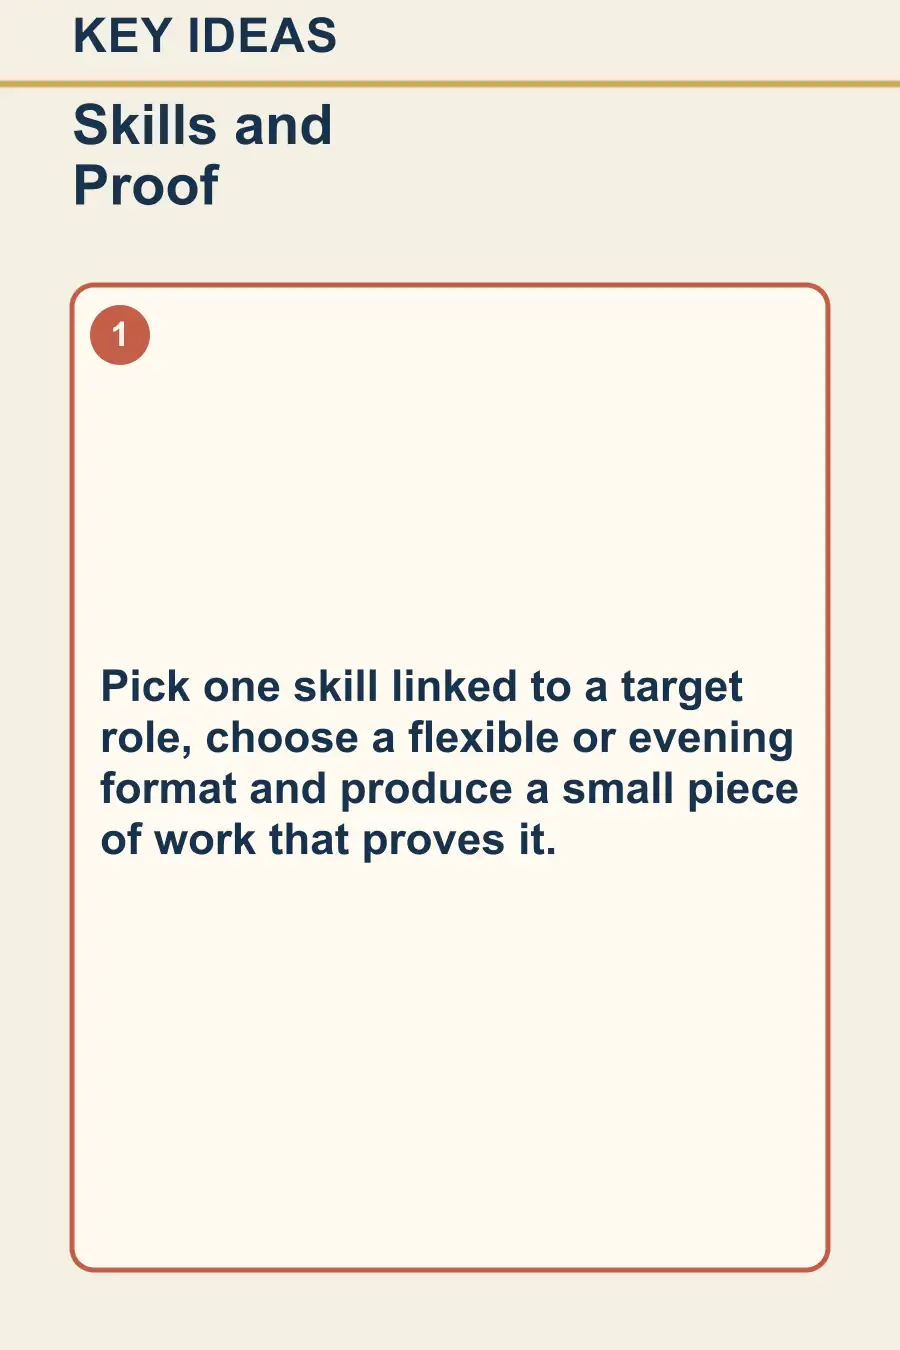 KEY IDEAS
Skills and
Proof
1
Pick one skill linked to a target
role, choose a flexible or evening
format and produce a small piece
of work that proves it.